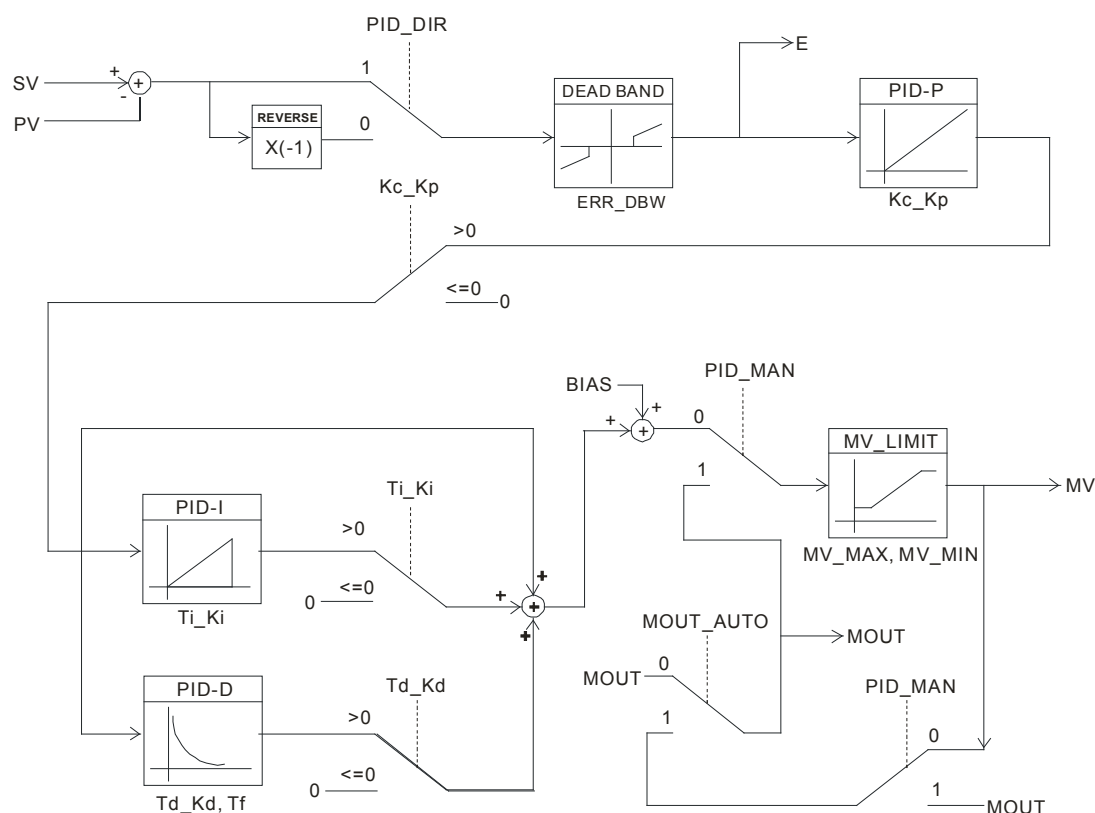 PID_DIR
E
SV
+
+
-
PV
1
REVERSE
X(-1)
0
DEAD BAND
ERR_DBW
PID-P
Kc_Kp
Kc_Kp
>0
<=0
0
BIAS
+
+
+
PID_MAN
0
1
MV_LIMIT
MV
MV_MAX, MV_MIN
PID-I
Ti_Ki
Ti_Ki
>0
<=0
0
+
+
+
+
MOUT_AUTO
MOUT
0
1
MOUT
PID-D
Td_Kd, Tf
Td_Kd
>0
<=0
0
PID_MAN
0
1
MOUT